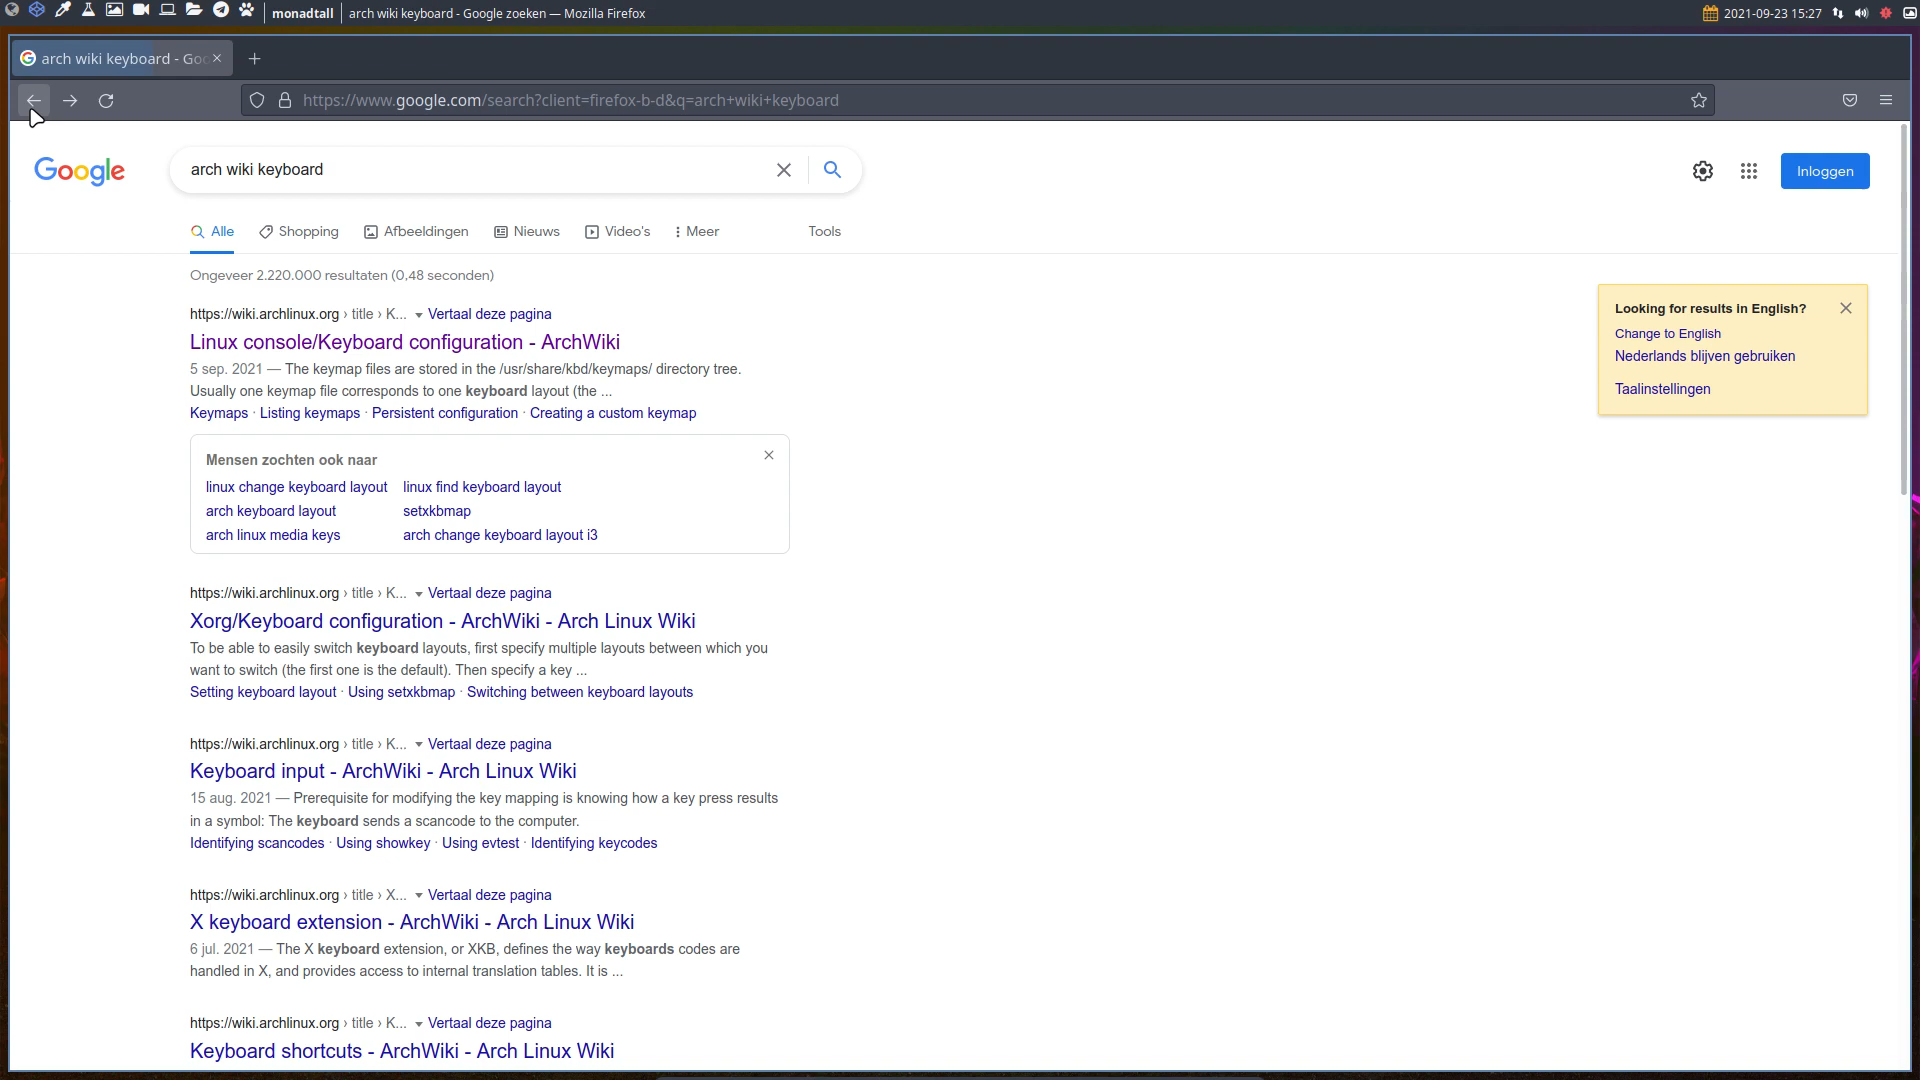 monadtall
arch wiki keyboard - Google zoeken — Mozilla Firefox
2021-09-23 15:27
arch wiki keyboard - Goo
https://www.google.com/search?client=firefox-b-d&q=arch+wiki+keyboard
Google
arch wiki keyboard
Inloggen
Alle
Shopping
Afbeeldingen
Nieuws
Video's
Meer
Tools
Ongeveer 2.220.000 resultaten (0,48 seconden)
https://wiki.archlinux.org › title › K... Vertaal deze pagina
Linux console/Keyboard configuration - ArchWiki
5 sep. 2021 — The keymap files are stored in the /usr/share/kbd/keymaps/ directory tree.
Usually one keymap file corresponds to one keyboard layout (the ...
Keymaps · Listing keymaps · Persistent configuration · Creating a custom keymap
Mensen zochten ook naar
linux change keyboard layout
linux find keyboard layout
arch keyboard layout
setxkbmap
arch linux media keys
arch change keyboard layout i3
https://wiki.archlinux.org › title › K... Vertaal deze pagina
Xorg/Keyboard configuration - ArchWiki - Arch Linux Wiki
To be able to easily switch keyboard layouts, first specify multiple layouts between which you
want to switch (the first one is the default). Then specify a key ...
Setting keyboard layout · Using setxkbmap · Switching between keyboard layouts
https://wiki.archlinux.org › title › K... Vertaal deze pagina
Keyboard input - ArchWiki - Arch Linux Wiki
15 aug. 2021 — Prerequisite for modifying the key mapping is knowing how a key press results
in a symbol: The keyboard sends a scancode to the computer.
Identifying scancodes · Using showkey · Using evtest · Identifying keycodes
https://wiki.archlinux.org › title › X... Vertaal deze pagina
X keyboard extension - ArchWiki - Arch Linux Wiki
6 jul. 2021 — The X keyboard extension, or XKB, defines the way keyboards codes are
handled in X, and provides access to internal translation tables. It is ...
https://wiki.archlinux.org › title › K... Vertaal deze pagina
Keyboard shortcuts - ArchWiki - Arch Linux Wiki
Looking for results in English?
Change to English
Nederlands blijven gebruiken
Taalinstellingen